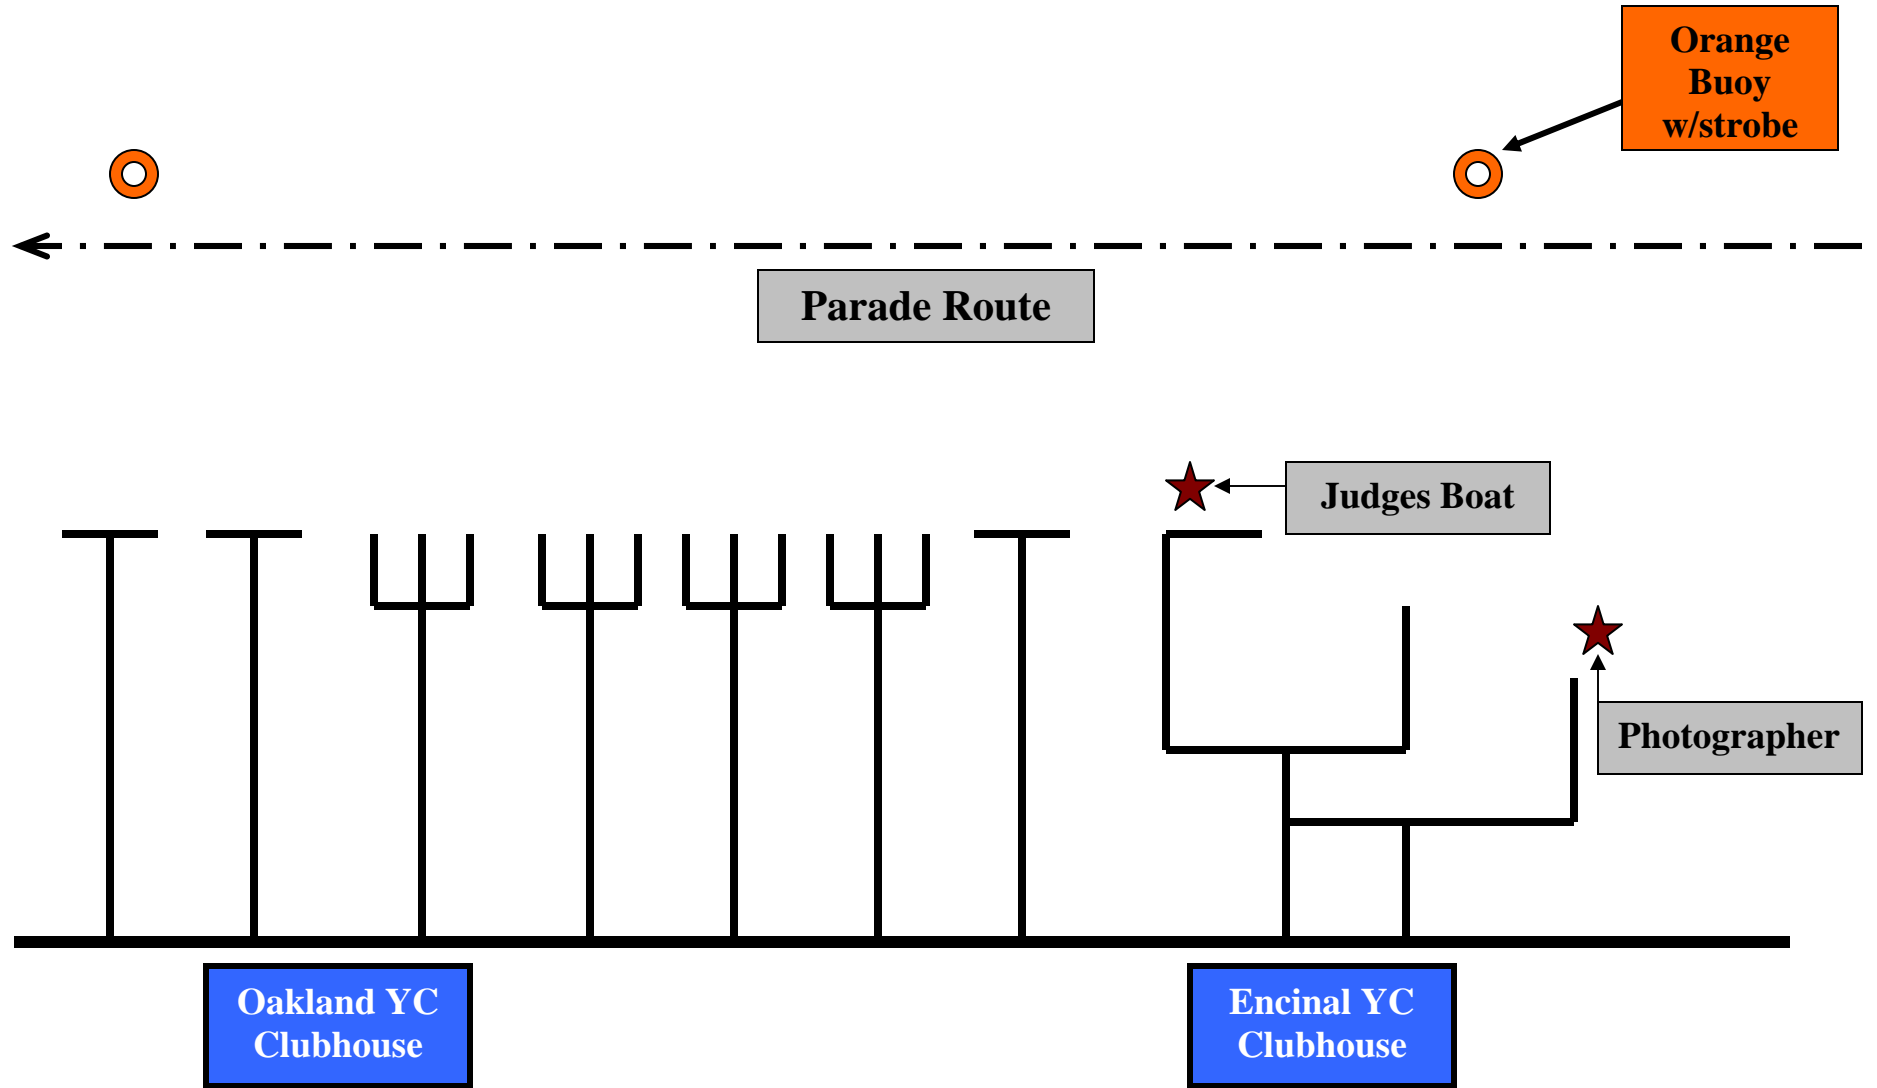 Orange
Buoy
w/strobe
Parade Route
Judges Boat
Photographer
Oakland YC
Clubhouse
Encinal YC
Clubhouse